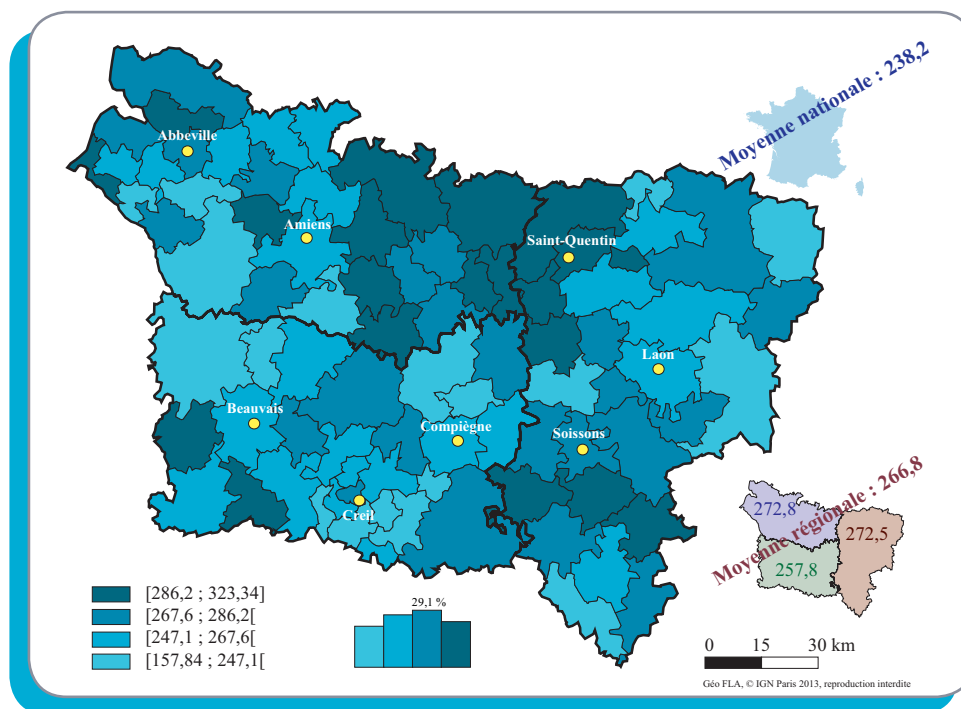 Moyenne nationale : 238,2
Abbeville
Amiens
Saint-Quentin
Laon
Beauvais
Compiègne
Soissons
Creil
Moyenne régionale : 266,8
272,8
272,5
257,8
[286,2 ; 323,34]
[267,6 ; 286,2[
[247,1 ; 267,6[
[157,84 ; 247,1[
29,1 %
0 15 30 km
Géo FLA, © IGN Paris 2013, reproduction interdite